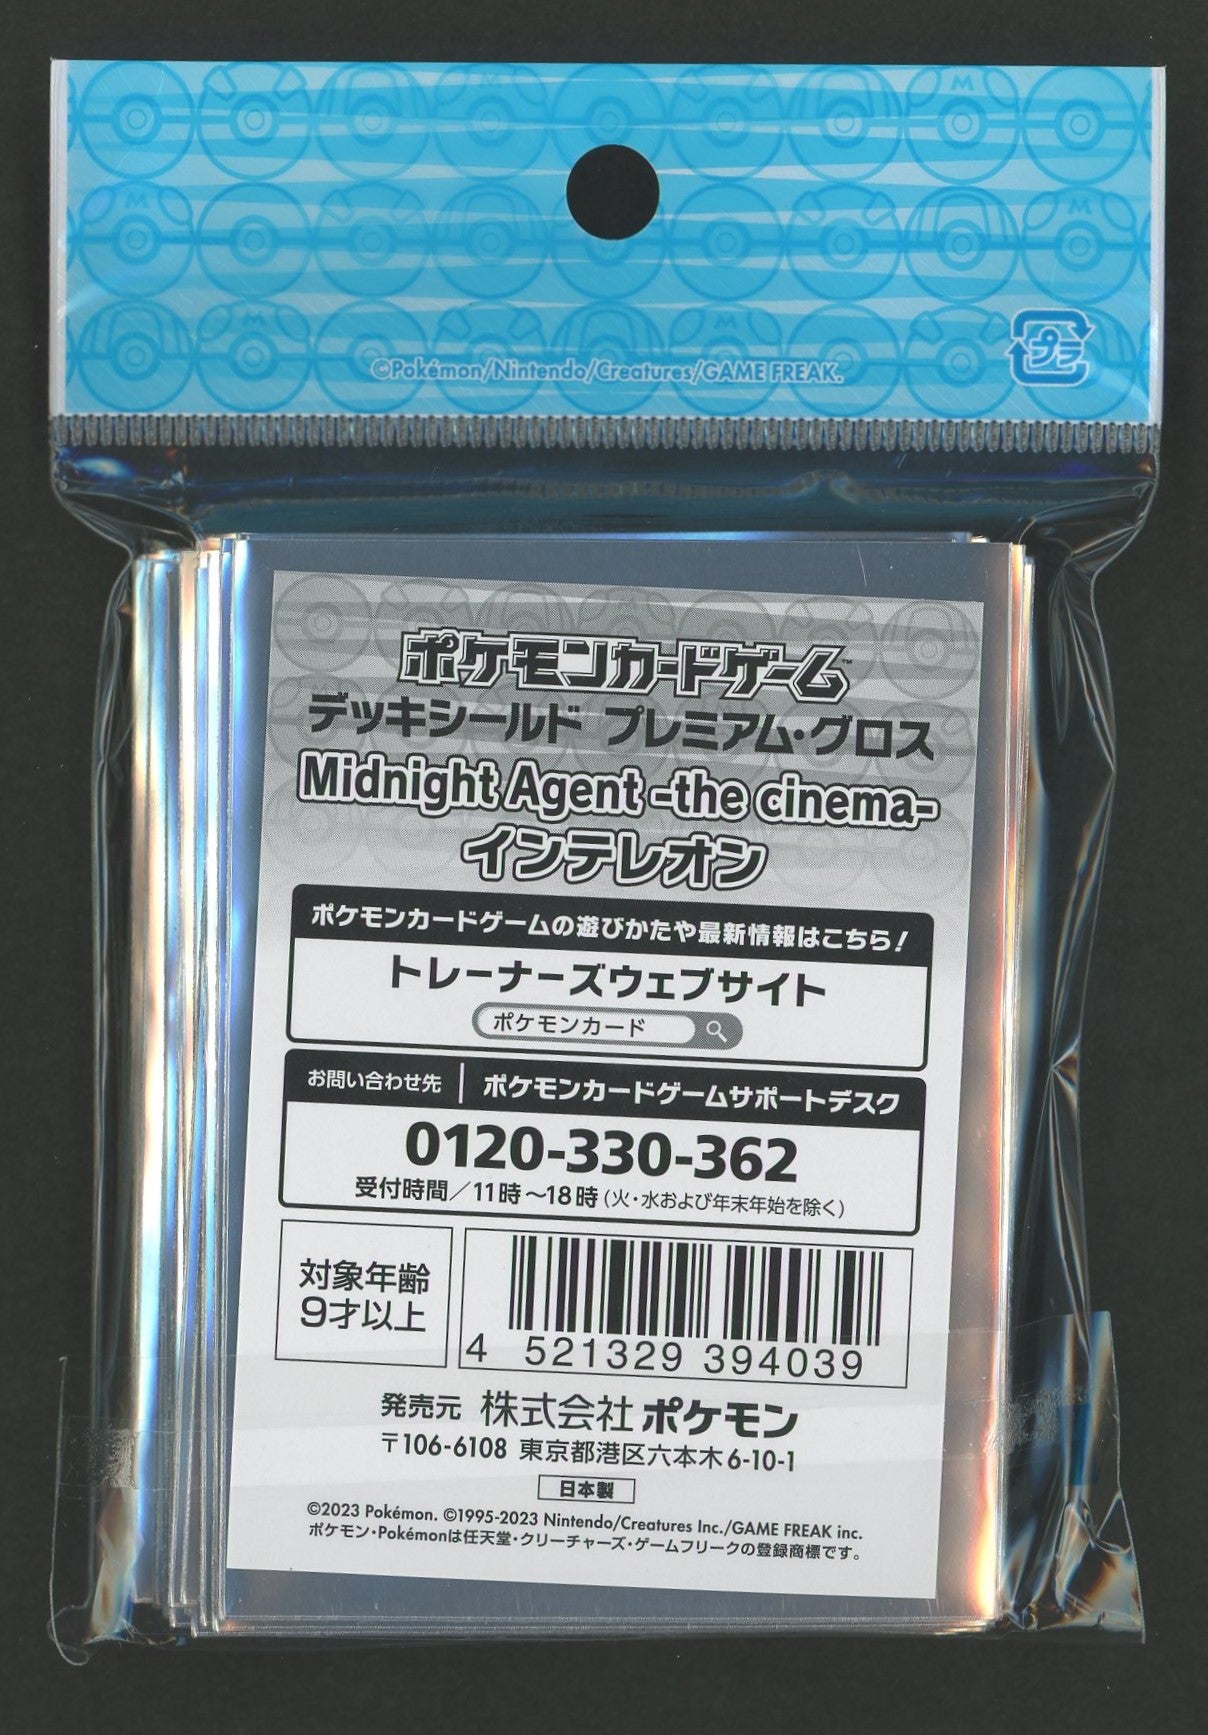 ©Pokémon/Nintendo/Creatures/GAME FREAK.
プラ
ポケモンカードゲーム™
デッキシールド プレミアム・グロス
Midnight Agent -the cinema-
インテレオン
ポケモンカードゲームの遊びかたや最新情報はこちら!
トレーナーズウェブサイト
ポケモンカード
お問い合わせ先 ポケモンカードゲームサポートデスク
0120-330-362
受付時間/11時~18時(火・水および年末年始を除く)
対象年齢
9才以上
4 521329 394039
発売元 株式会社ポケモン
〒106-6108 東京都港区六本木6-10-1
日本製
©2023 Pokémon. ©1995-2023 Nintendo/Creatures Inc./GAME FREAK inc.
ポケモン・Pokémonは任天堂・クリーチャーズ・ゲームフリークの登録商標です。